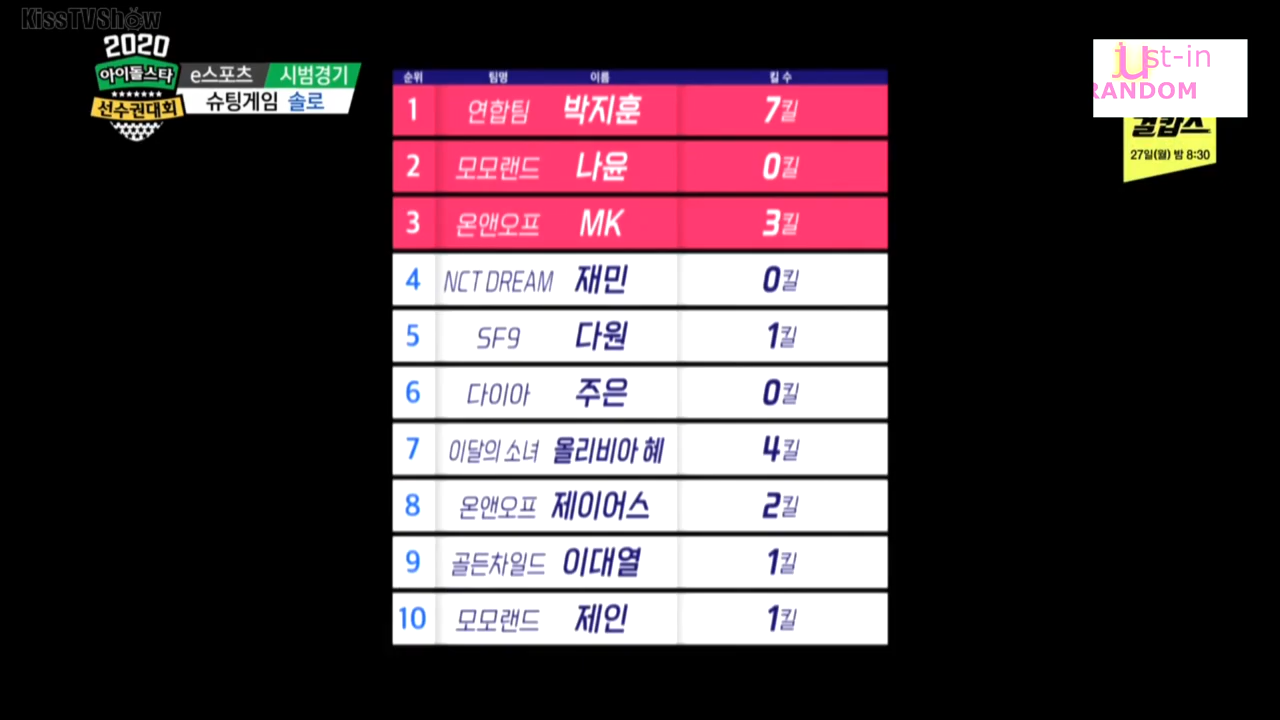 KissTVShow
2020
아이돌스타
선수권대회
e스포츠 시범경기
슈팅게임 솔로
just-in
RANDOM
27일(월) 밤 8:30
순위 팀명 이름 킬 수
1 연합팀 박지훈 7킬
2 모모랜드 나윤 0킬
3 온앤오프 MK 3킬
4 NCT DREAM 재민 0킬
5 SF9 다원 1킬
6 다이아 주은 0킬
7 이달의 소녀 올리비아 혜 4킬
8 온앤오프 제이어스 2킬
9 골든차일드 이대열 1킬
10 모모랜드 제인 1킬